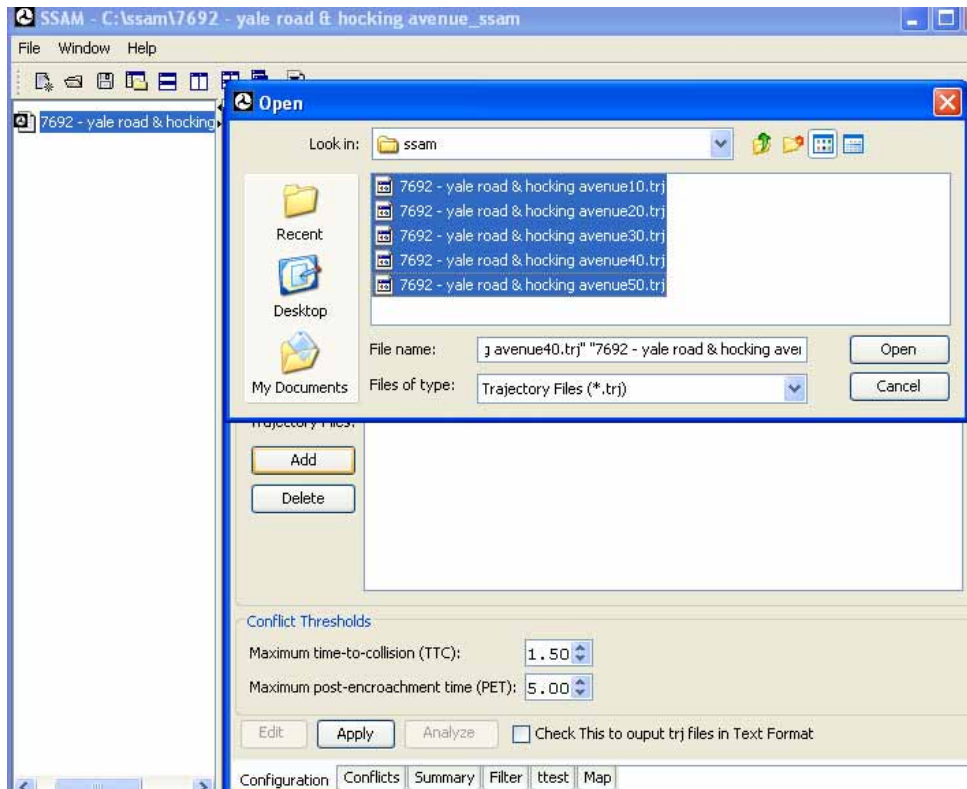 SSAM - C:\ssam\7692 - yale road & hocking avenue_ssam
File Window Help
7692 - yale road & hocking
Open
Look in: ssam
7692 - yale road & hocking avenue10.trj
7692 - yale road & hocking avenue20.trj
7692 - yale road & hocking avenue30.trj
7692 - yale road & hocking avenue40.trj
7692 - yale road & hocking avenue50.trj
Recent
Desktop
My Documents
File name: g avenue40.trj" "7692 - yale road & hocking aver Open
Files of type: Trajectory Files (*.trj) Cancel
Trajectory Files:
Add
Delete
Conflict Thresholds
Maximum time-to-collision (TTC): 1.50
Maximum post-encroachment time (PET): 5.00
Edit Apply Analyze Check This to ouput trj files in Text Format
Configuration Conflicts Summary Filter ttest Map